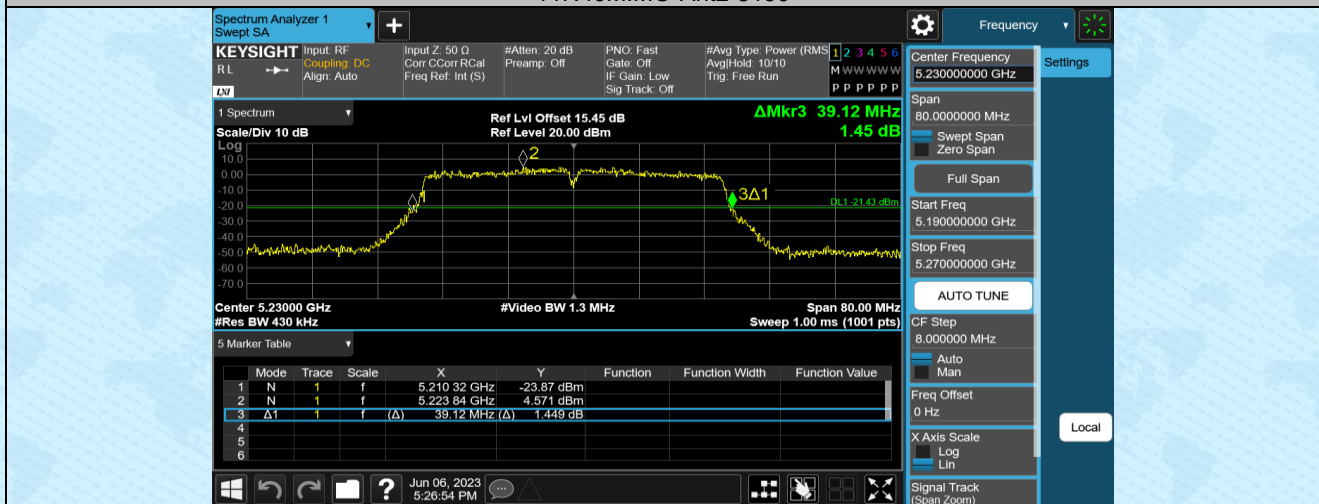 Spectrum Analyzer 1
Swept SA
Frequency
KEYSIGHT
R L
LXI
Input: RF
Coupling: DC
Align: Auto
Input Z: 50 Ω
Corr CCorr RCal
Freq Ref: Int (S)
#Atten: 20 dB
Preamp: Off
PNO: Fast
Gate: Off
IF Gain: Low
Sig Track: Off
#Avg Type: Power (RMS
Avg|Hold: 10/10
Trig: Free Run
1 2 3 4 5 6
M W W W W W
P P P P P P
1 Spectrum
Scale/Div 10 dB
Ref Lvl Offset 15.45 dB
Ref Level 20.00 dBm
ΔMkr3 39.12 MHz
1.45 dB
Log
10.0
0.00
-10.0
-20.0
-30.0
-40.0
-50.0
-60.0
-70.0
2
3Δ1
DL1 -21.43 dBm
Center 5.23000 GHz
#Res BW 430 kHz
#Video BW 1.3 MHz
Span 80.00 MHz
Sweep 1.00 ms (1001 pts)
5 Marker Table
Mode Trace Scale X Y Function Function Width Function Value
1 N 1 f 5.210 32 GHz -23.87 dBm
2 N 1 f 5.223 84 GHz 4.571 dBm
3 Δ1 1 f (Δ) 39.12 MHz (Δ) 1.449 dB
4
5
6
Jun 06, 2023
5:26:54 PM
Center Frequency
5.230000000 GHz
Settings
Span
80.0000000 MHz
Swept Span
Zero Span
Full Span
Start Freq
5.190000000 GHz
Stop Freq
5.270000000 GHz
AUTO TUNE
CF Step
8.000000 MHz
Auto
Man
Freq Offset
0 Hz
X Axis Scale
Log
Lin
Local
Signal Track
(Span Zoom)